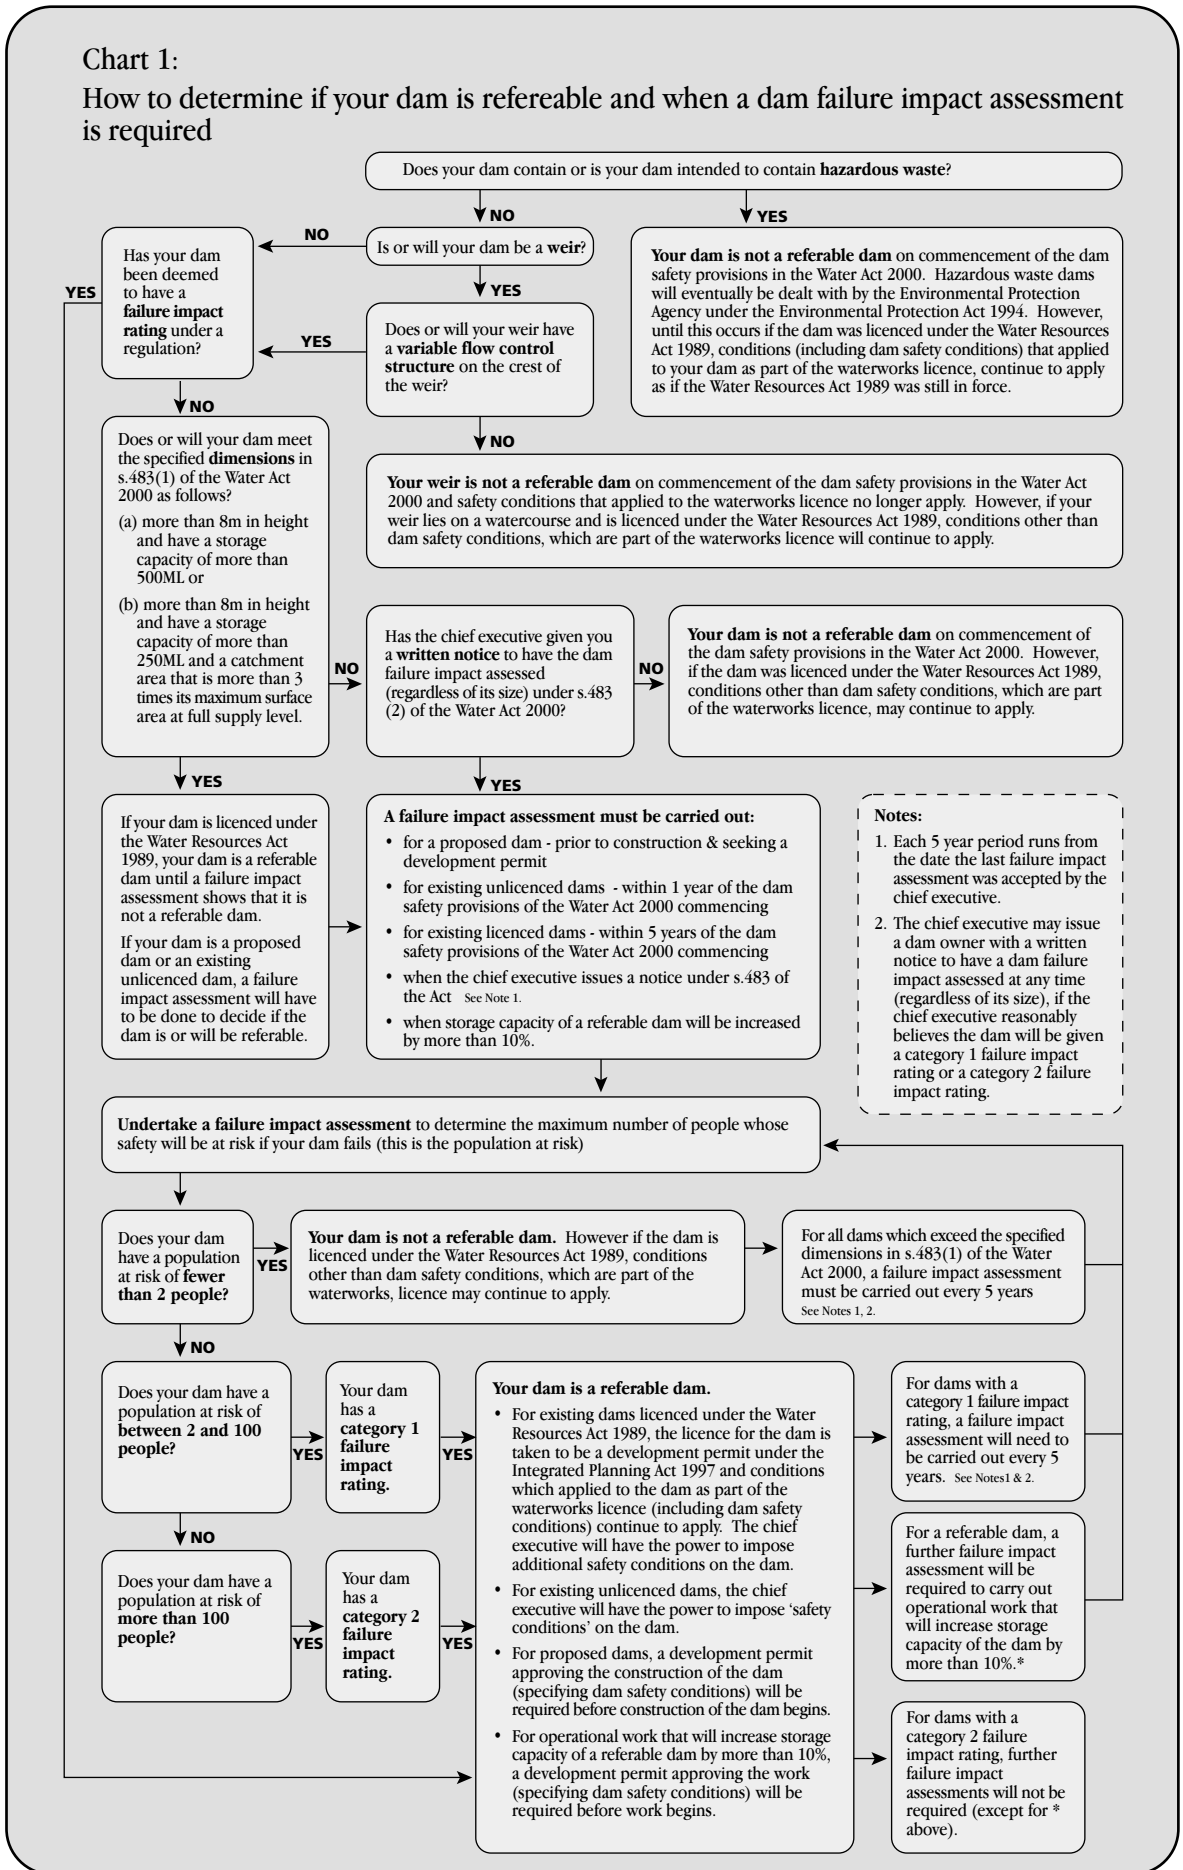 Chart 1:
How to determine if your dam is refereable and when a dam failure impact assessment
is required
Does your dam contain or is your dam intended to contain hazardous waste?
NO
YES
Is or will your dam be a weir?
NO
YES
Your dam is not a referable dam on commencement of the dam
safety provisions in the Water Act 2000. Hazardous waste dams
will eventually be dealt with by the Environmental Protection
Agency under the Environmental Protection Act 1994. However,
until this occurs if the dam was licenced under the Water Resources
Act 1989, conditions (including dam safety conditions) that applied
to your dam as part of the waterworks licence, continue to apply
as if the Water Resources Act 1989 was still in force.
Has your dam
been deemed
to have a
failure impact
rating under a
regulation?
YES
NO
Does or will your weir have
a variable flow control
structure on the crest of
the weir?
YES
NO
Your weir is not a referable dam on commencement of the dam safety provisions in the Water Act
2000 and safety conditions that applied to the waterworks licence no longer apply. However, if your
weir lies on a watercourse and is licenced under the Water Resources Act 1989, conditions other than
dam safety conditions, which are part of the waterworks licence will continue to apply.
Does or will your dam meet
the specified dimensions in
s.483(1) of the Water Act
2000 as follows?
(a) more than 8m in height
and have a storage
capacity of more than
500ML or
(b) more than 8m in height
and have a storage
capacity of more than
250ML and a catchment
area that is more than 3
times its maximum surface
area at full supply level.
NO
YES
Has the chief executive given you
a written notice to have the dam
failure impact assessed
(regardless of its size) under s.483
(2) of the Water Act 2000?
NO
YES
Your dam is not a referable dam on commencement of
the dam safety provisions in the Water Act 2000. However,
if the dam was licenced under the Water Resources Act 1989,
conditions other than dam safety conditions, which are part
of the waterworks licence, may continue to apply.
If your dam is licenced under
the Water Resources Act
1989, your dam is a referable
dam until a failure impact
assessment shows that it is
not a referable dam.
If your dam is a proposed
dam or an existing
unlicenced dam, a failure
impact assessment will have
to be done to decide if the
dam is or will be referable.
A failure impact assessment must be carried out:
• for a proposed dam - prior to construction & seeking a
development permit
• for existing unlicenced dams - within 1 year of the dam
safety provisions of the Water Act 2000 commencing
• for existing licenced dams - within 5 years of the dam
safety provisions of the Water Act 2000 commencing
• when the chief executive issues a notice under s.483 of
the Act See Note 1.
• when storage capacity of a referable dam will be increased
by more than 10%.
Notes:
1. Each 5 year period runs from
the date the last failure impact
assessment was accepted by the
chief executive.
2. The chief executive may issue
a dam owner with a written
notice to have a dam failure
impact assessed at any time
(regardless of its size), if the
chief executive reasonably
believes the dam will be given
a category 1 failure impact
rating or a category 2 failure
impact rating.
Undertake a failure impact assessment to determine the maximum number of people whose
safety will be at risk if your dam fails (this is the population at risk)
Does your dam
have a population
at risk of fewer
than 2 people?
YES
NO
Your dam is not a referable dam. However if the dam is
licenced under the Water Resources Act 1989, conditions
other than dam safety conditions, which are part of the
waterworks, licence may continue to apply.
For all dams which exceed the specified
dimensions in s.483(1) of the Water
Act 2000, a failure impact assessment
must be carried out every 5 years
See Notes 1, 2.
Does your dam have a
population at risk of
between 2 and 100
people?
YES
NO
Your dam
has a
category 1
failure
impact
rating.
YES
Does your dam have a
population at risk of
more than 100
people?
YES
Your dam
has a
category 2
failure
impact
rating.
YES
Your dam is a referable dam.
• For existing dams licenced under the Water
Resources Act 1989, the licence for the dam is
taken to be a development permit under the
Integrated Planning Act 1997 and conditions
which applied to the dam as part of the
waterworks licence (including dam safety
conditions) continue to apply. The chief
executive will have the power to impose
additional safety conditions on the dam.
• For existing unlicenced dams, the chief
executive will have the power to impose ‘safety
conditions’ on the dam.
• For proposed dams, a development permit
approving the construction of the dam
(specifying dam safety conditions) will be
required before construction of the dam begins.
• For operational work that will increase storage
capacity of a referable dam by more than 10%,
a development permit approving the work
(specifying dam safety conditions) will be
required before work begins.
For dams with a
category 1 failure impact
rating, a failure impact
assessment will need to
be carried out every 5
years. See Notes1 & 2.
For a referable dam, a
further failure impact
assessment will be
required to carry out
operational work that
will increase storage
capacity of the dam by
more than 10%.*
For dams with a
category 2 failure
impact rating, further
failure impact
assessments will not be
required (except for *
above).